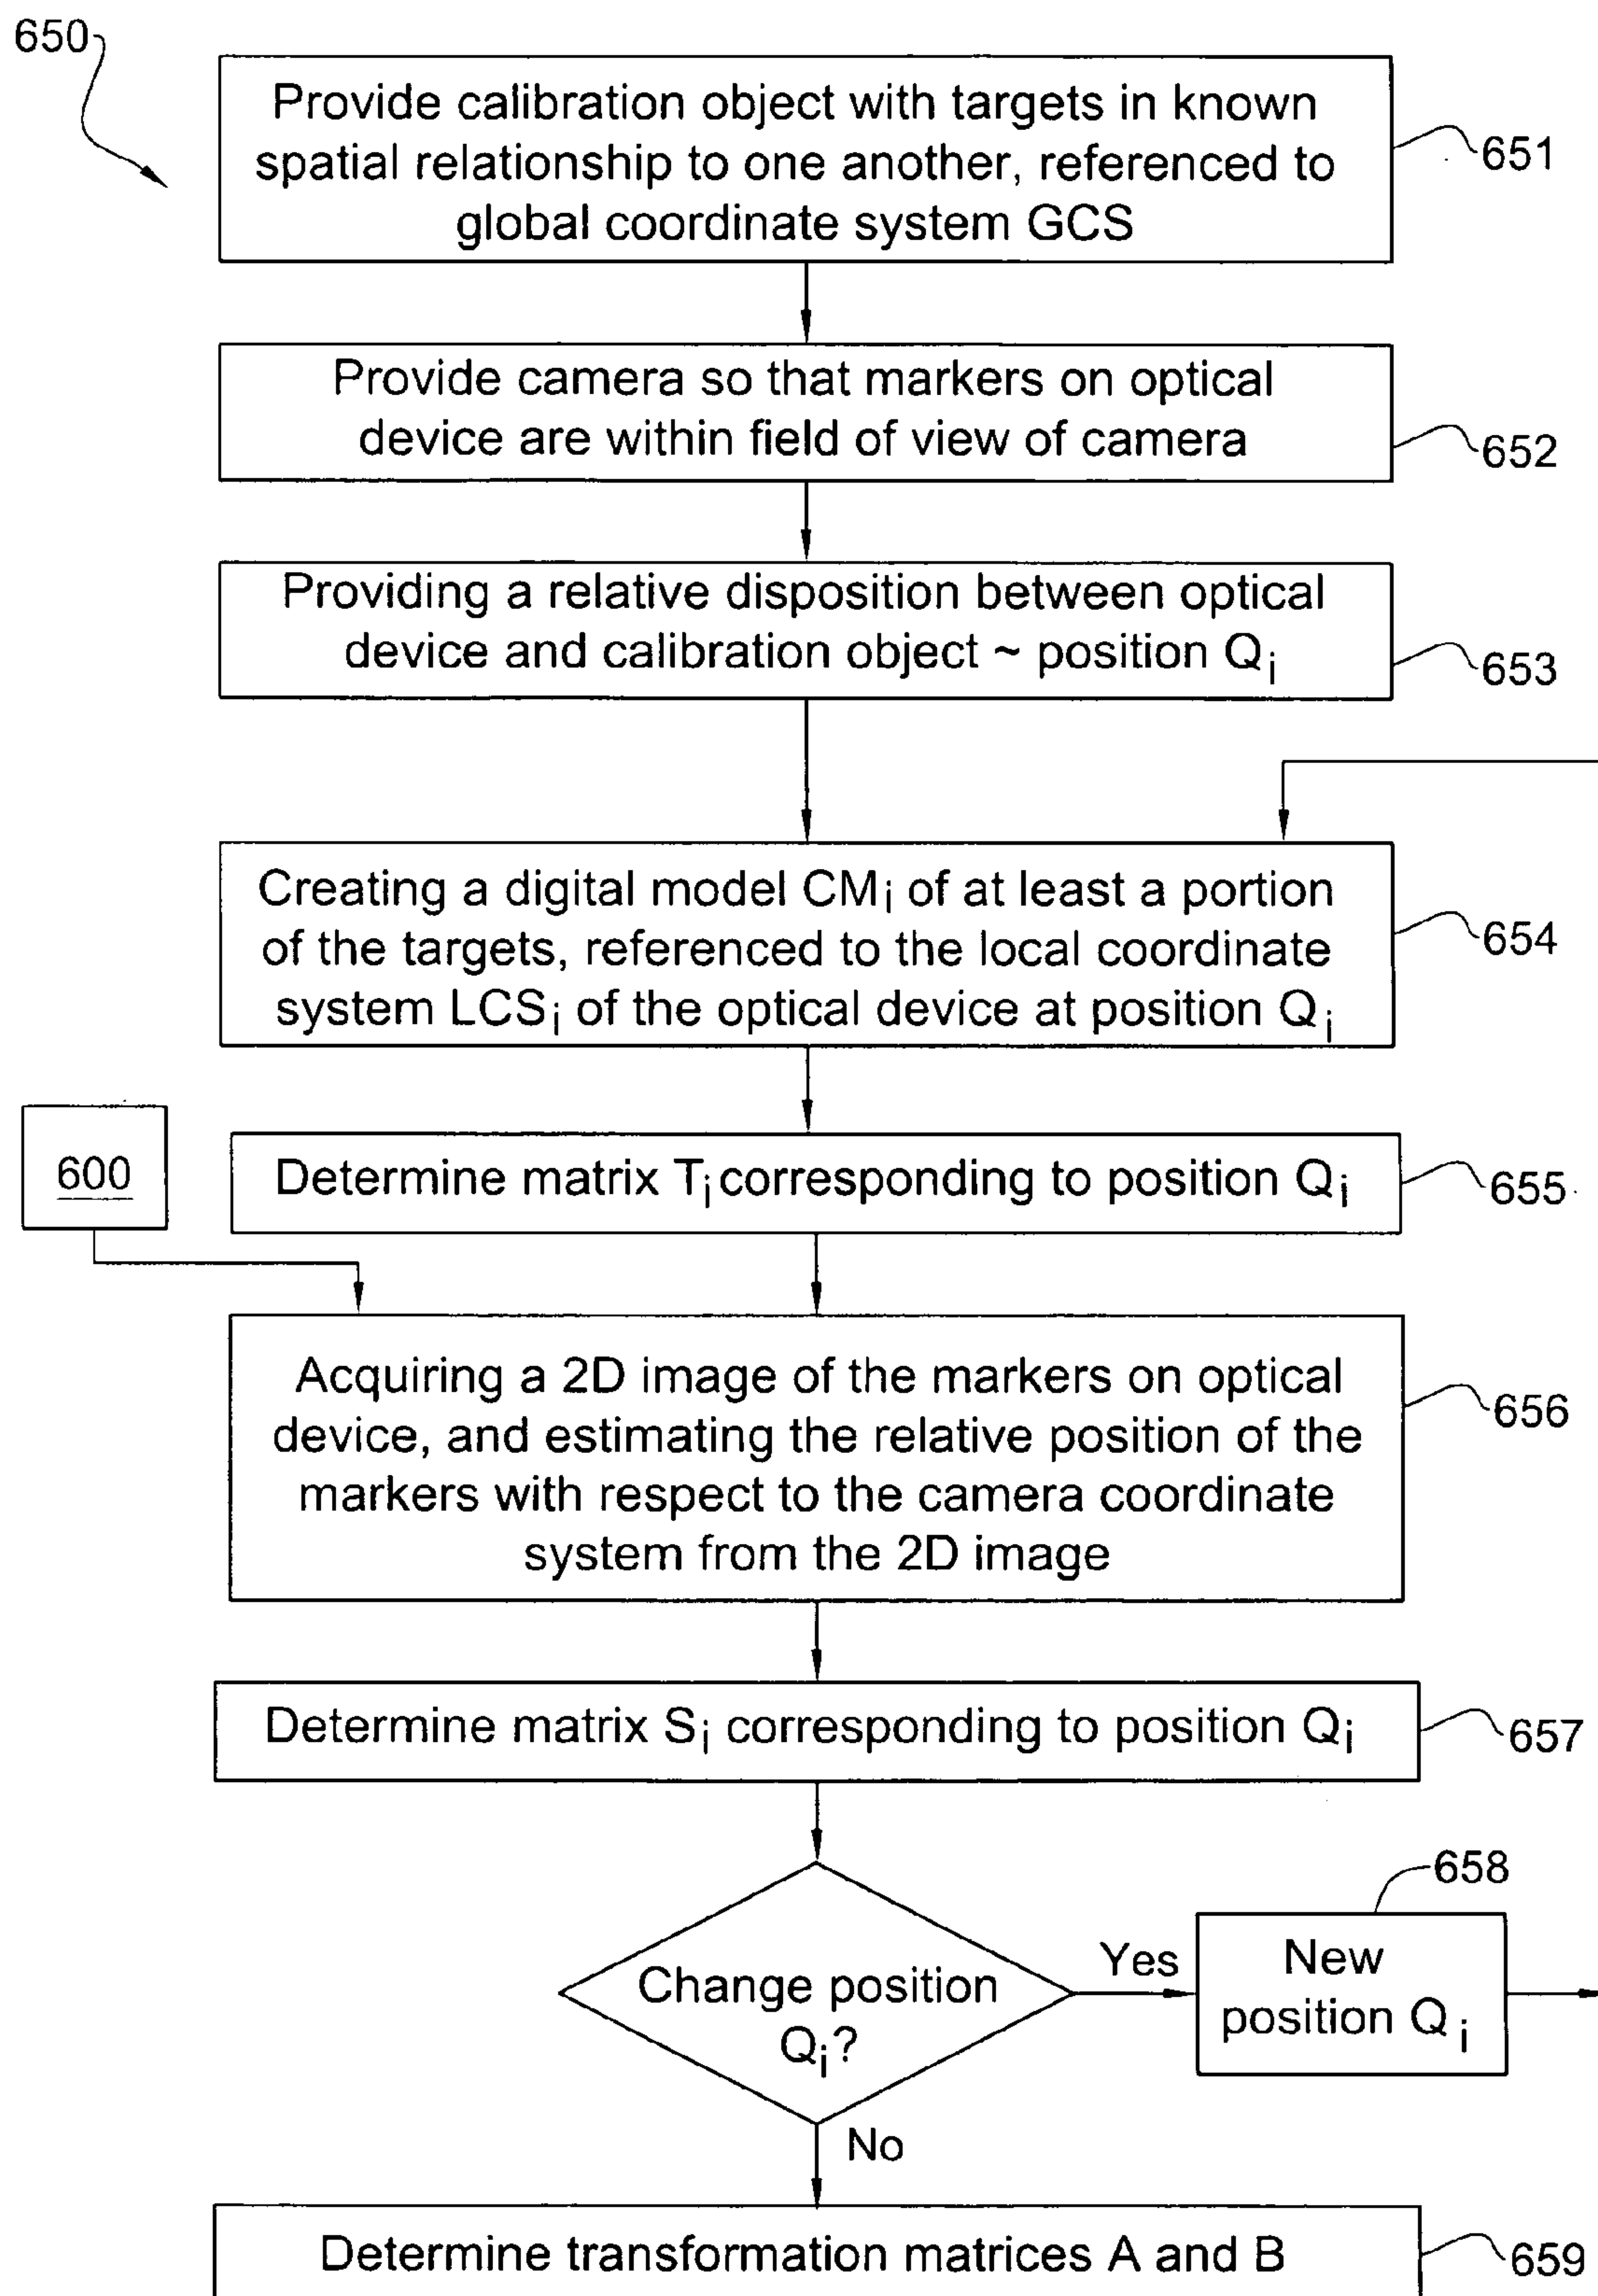 650
Provide calibration object with targets in known
spatial relationship to one another, referenced to
global coordinate system GCS
651
Provide camera so that markers on optical
device are within field of view of camera
652
Providing a relative disposition between optical
device and calibration object ~ position Qi
653
Creating a digital model CMi of at least a portion
of the targets, referenced to the local coordinate
system LCSi of the optical device at position Qi
654
600
Determine matrix Ti corresponding to position Qi
655
Acquiring a 2D image of the markers on optical
device, and estimating the relative position of the
markers with respect to the camera coordinate
system from the 2D image
656
Determine matrix Si corresponding to position Qi
657
Change position
Qi?
Yes
658
New
position Qi
No
Determine transformation matrices A and B
659